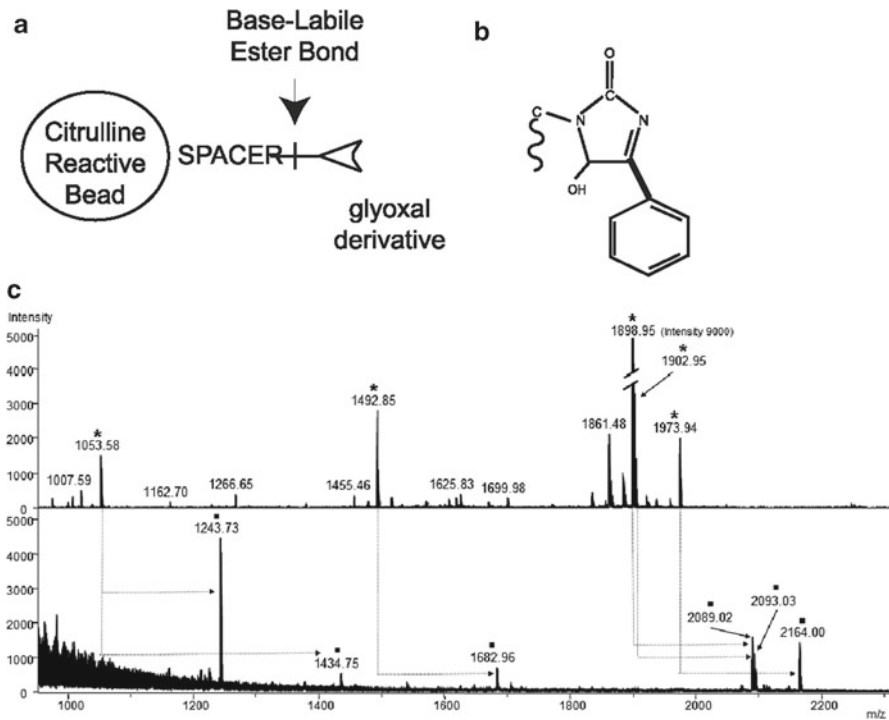 a
Base-Labile
Ester Bond
Citrulline
Reactive
Bead
SPACER
glyoxal
derivative
b
O
C
C
N
N
OH
c
Intensity
5000
4000
3000
2000
1000
0
*
1053.58
1007.59
1162.70
1266.65
1455.46
*
1492.85
1625.83
1699.98
1861.48
*
1898.95 (Intensity 9000)
*
1902.95
*
1973.94
5000
4000
3000
2000
1000
0
1243.73
1434.75
1682.96
2089.02
2093.03
2164.00
1000
1200
1400
1600
1800
2000
2200
m/z